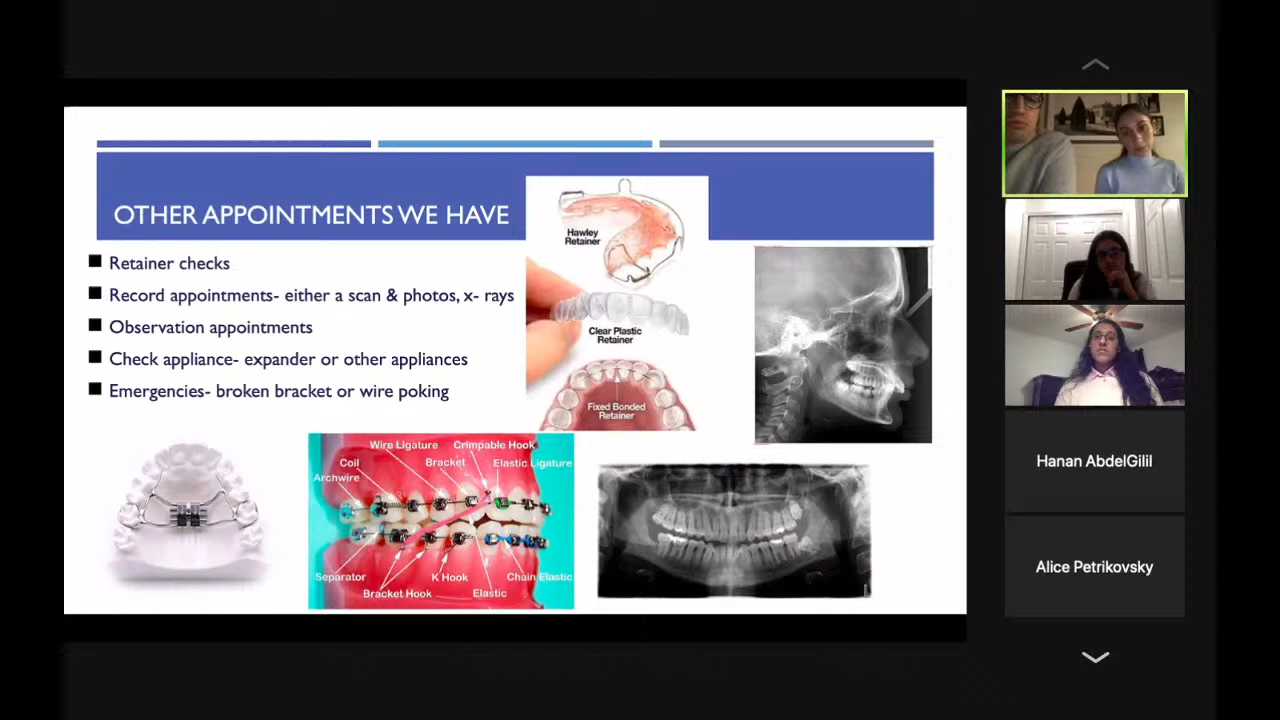 OTHER APPOINTMENTS WE HAVE
Retainer checks
Record appointments- either a scan & photos, x- rays
Observation appointments
Check appliance- expander or other appliances
Emergencies- broken bracket or wire poking
Hawley
Retainer
Clear Plastic
Retainer
Fixed Bonded
Retainer
Wire Ligature
Crimpable Hook
Coil
Bracket
Elastic Ligature
Archwire
Separator
K Hook
Chain Elastic
Bracket Hook
Elastic
Hanan AbdelGilil
Alice Petrikovsky